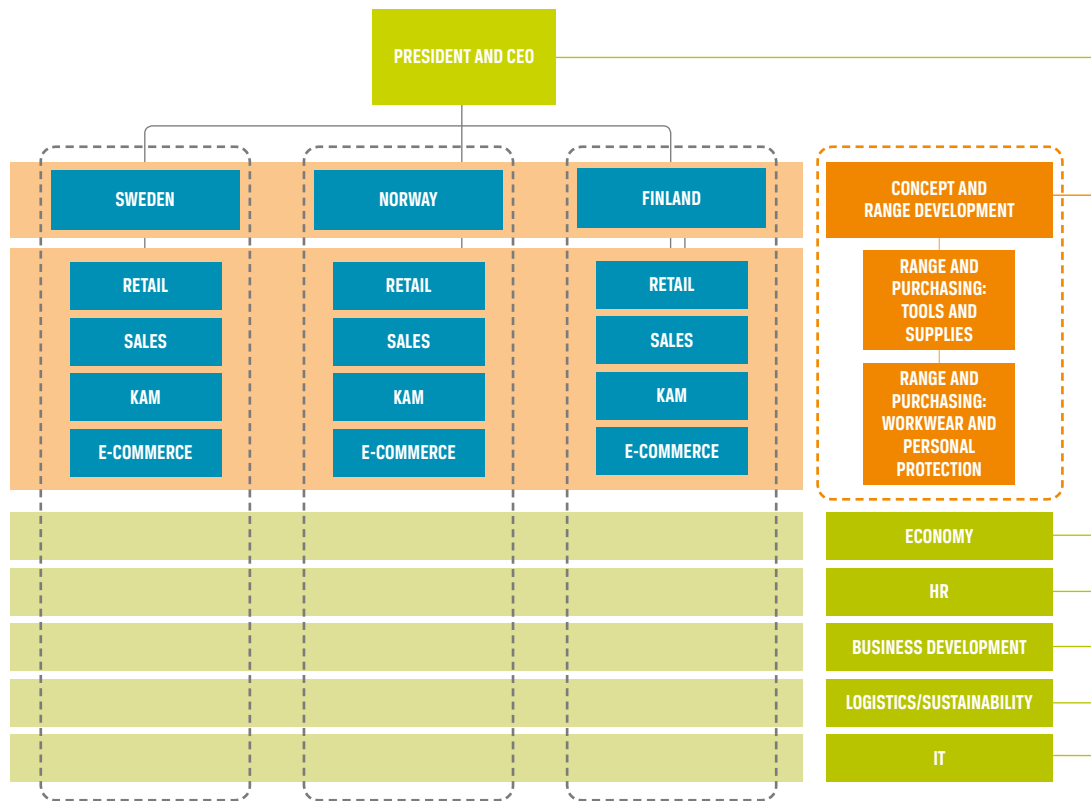 PRESIDENT AND CEO
SWEDEN
NORWAY
FINLAND
CONCEPT AND
RANGE DEVELOPMENT
RETAIL
SALES
KAM
E-COMMERCE
RETAIL
SALES
KAM
E-COMMERCE
RETAIL
SALES
KAM
E-COMMERCE
RANGE AND
PURCHASING:
TOOLS AND
SUPPLIES
RANGE AND
PURCHASING:
WORKWEAR AND
PERSONAL
PROTECTION
ECONOMY
HR
BUSINESS DEVELOPMENT
LOGISTICS/SUSTAINABILITY
IT